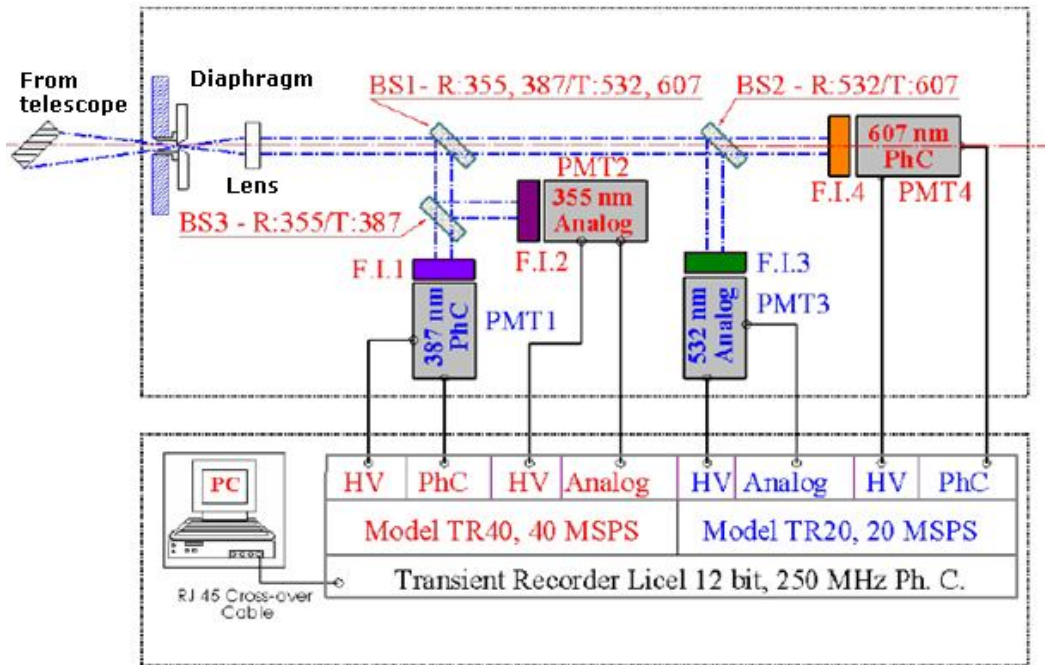 From
telescope
Diaphragm
BS1- R:355, 387/T:532, 607
BS2 - R:532/T:607
Lens
607 nm
PhC
F.I.4
PMT4
PMT2
355 nm
Analog
BS3 - R:355/T:387
F.I.1
F.I.2
F.I.3
387 nm
PhC
PMT1
532 nm
Analog
PMT3
PC
HV
PhC
HV
Analog
HV
Analog
HV
PhC
Model TR40, 40 MSPS
Model TR20, 20 MSPS
Transient Recorder Licel 12 bit, 250 MHz Ph. C.
RJ 45 Cross-over
Cable